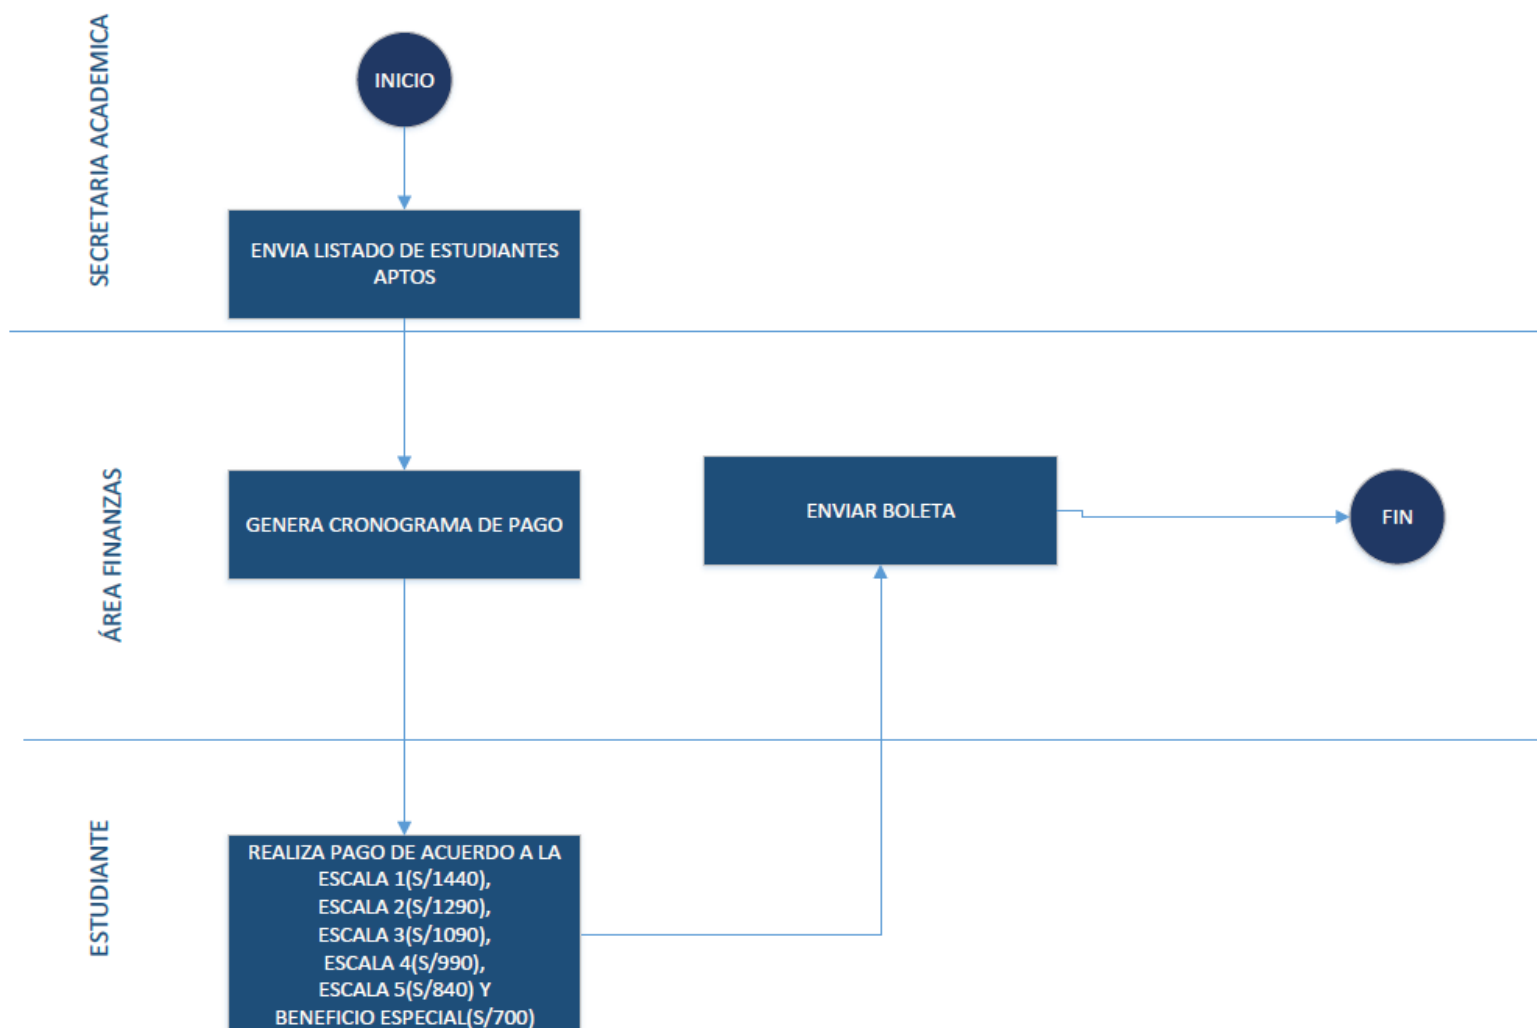 SECRETARIA ACADEMICA
INICIO
ENVIA LISTADO DE ESTUDIANTES
APTOS
ÁREA FINANZAS
GENERA CRONOGRAMA DE PAGO
ENVIAR BOLETA
FIN
ESTUDIANTE
REALIZA PAGO DE ACUERDO A LA
ESCALA 1(S/1440),
ESCALA 2(S/1290),
ESCALA 3(S/1090),
ESCALA 4(S/990),
ESCALA 5(S/840) Y
BENEFICIO ESPECIAL(S/700)